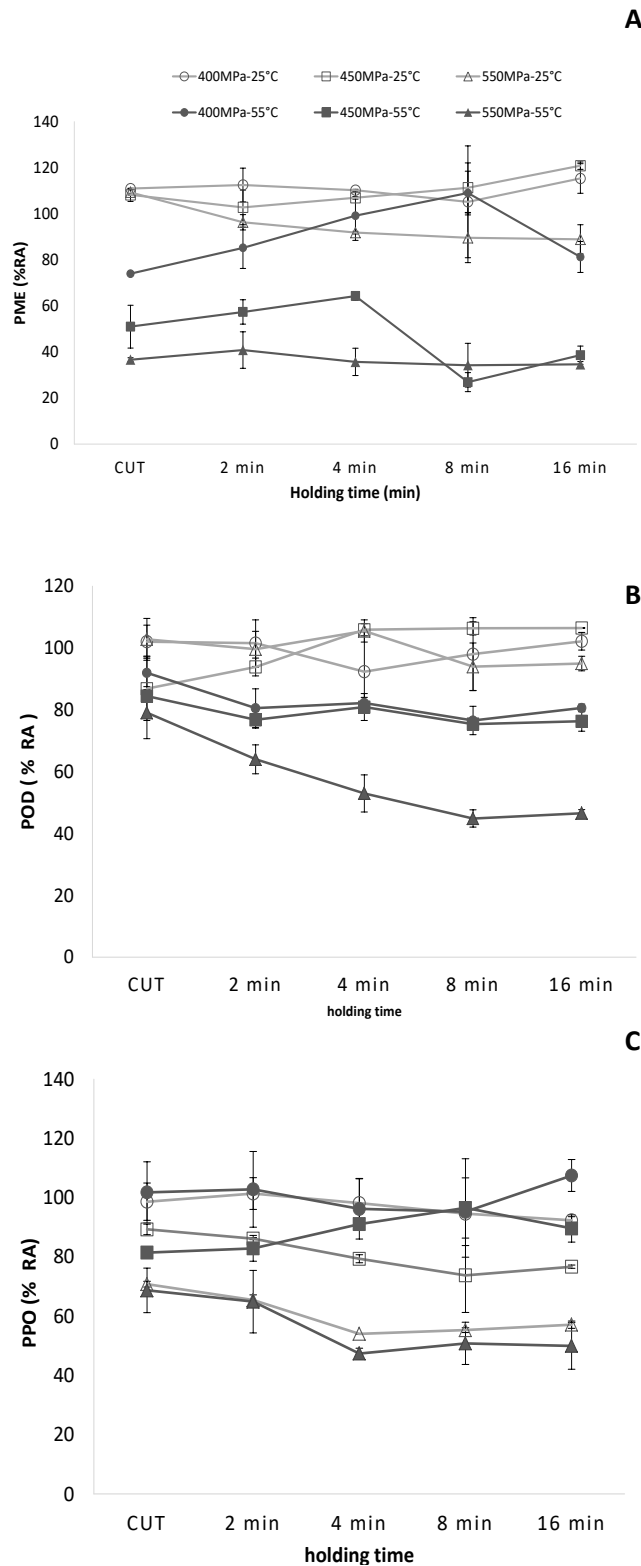 A
400MPa-25°C 450MPa-25°C 550MPa-25°C
400MPa-55°C 450MPa-55°C 550MPa-55°C
140
120
100
80
60
40
20
0
PME (%RA)
CUT 2 min 4 min 8 min 16 min
Holding time (min)
B
120
100
80
60
40
20
0
POD ( % RA )
CUT 2 min 4 min 8 min 16 min
holding time
C
140
120
100
80
60
40
20
0
PPO (% RA)
CUT 2 min 4 min 8 min 16 min
holding time